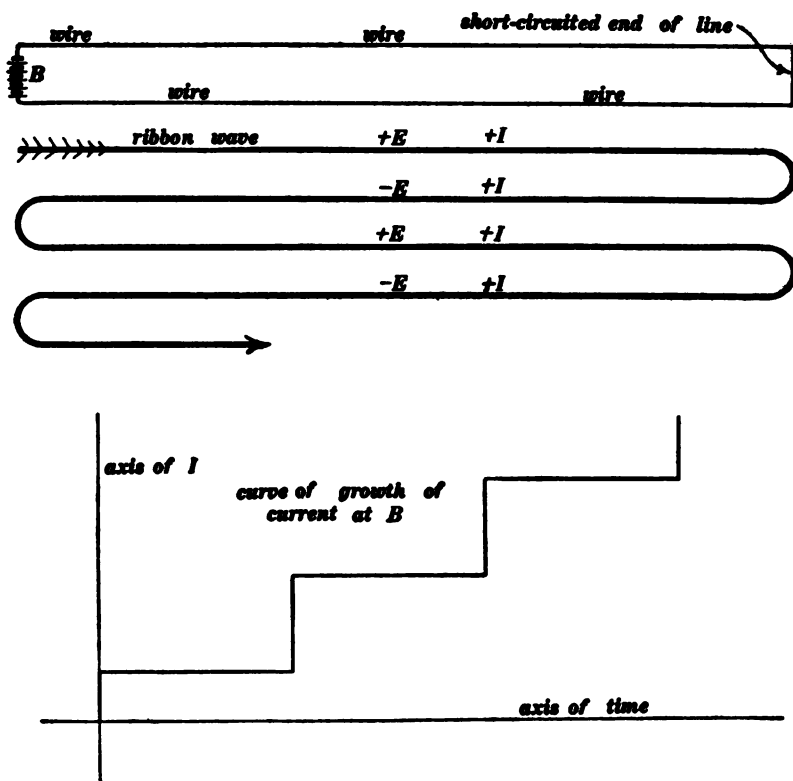 short-circuited end of line
wire wire
B
wire wire
ribbon wave +E +I
-E +I
+E +I
-E +I
axis of I
curve of growth of
current at B
axis of time